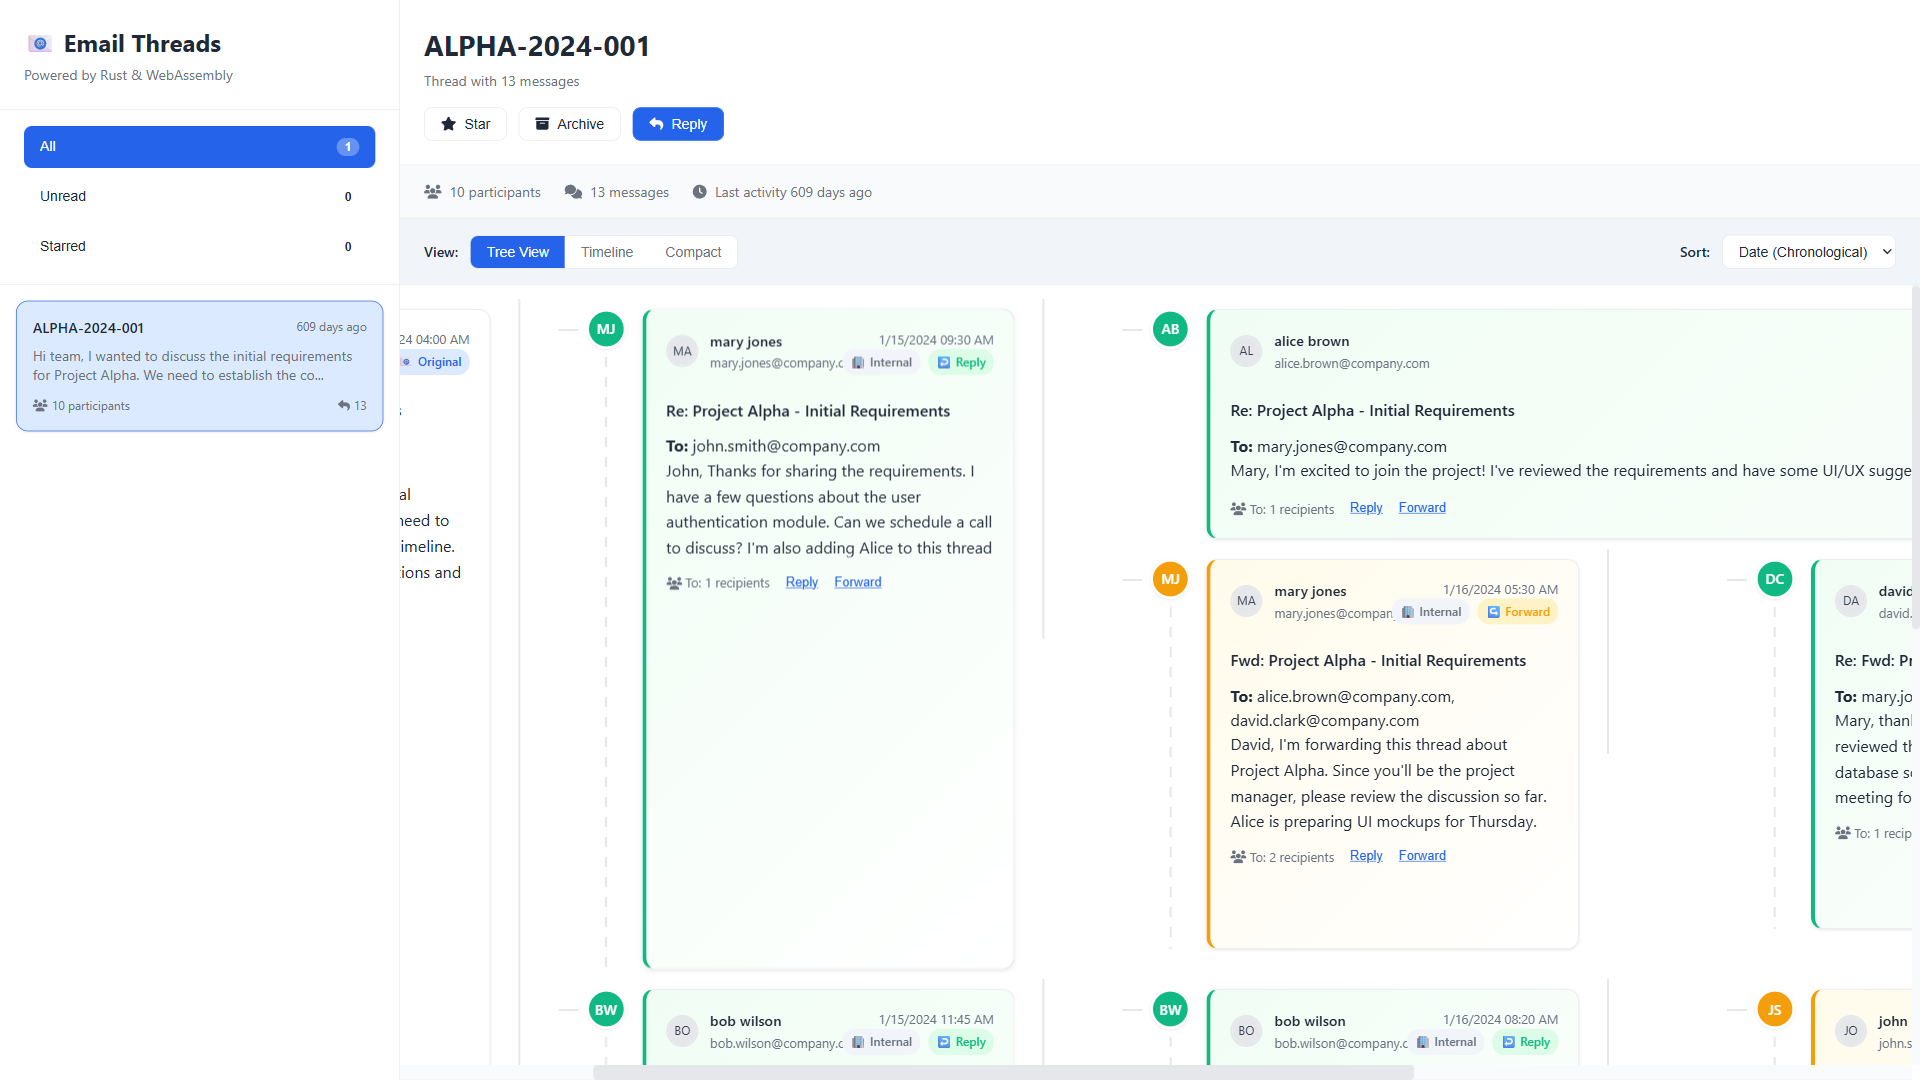 Email Threads
Powered by Rust & WebAssembly
All 1
Unread 0
Starred 0
ALPHA-2024-001 609 days ago
Hi team, I wanted to discuss the initial requirements
for Project Alpha. We need to establish the co...
10 participants 13
ALPHA-2024-001
Thread with 13 messages
Star Archive Reply
10 participants 13 messages Last activity 609 days ago
View: Tree View Timeline Compact
Sort: Date (Chronological)
24 04:00 AM
Original
s
al
need to
imeline.
ions and
MJ
MA
mary jones 1/15/2024 09:30 AM
mary.jones@company.c Internal Reply
Re: Project Alpha - Initial Requirements
To: john.smith@company.com
John, Thanks for sharing the requirements. I
have a few questions about the user
authentication module. Can we schedule a call
to discuss? I'm also adding Alice to this thread
To: 1 recipients Reply Forward
AB
AL
alice brown
alice.brown@company.com
Re: Project Alpha - Initial Requirements
To: mary.jones@company.com
Mary, I'm excited to join the project! I've reviewed the requirements and have some UI/UX sugge
To: 1 recipients Reply Forward
MJ
MA
mary jones 1/16/2024 05:30 AM
mary.jones@compan Internal Forward
Fwd: Project Alpha - Initial Requirements
To: alice.brown@company.com,
david.clark@company.com
David, I'm forwarding this thread about
Project Alpha. Since you'll be the project
manager, please review the discussion so far.
Alice is preparing UI mockups for Thursday.
To: 2 recipients Reply Forward
DC
DA
david
david.
Re: Fwd: Pr
To: mary.jo
Mary, than
reviewed th
database s
meeting fo
To: 1 recip
BW
BO
bob wilson 1/15/2024 11:45 AM
bob.wilson@company.c Internal Reply
BW
BO
bob wilson 1/16/2024 08:20 AM
bob.wilson@company.c Internal Reply
JS
JO
john
john.s